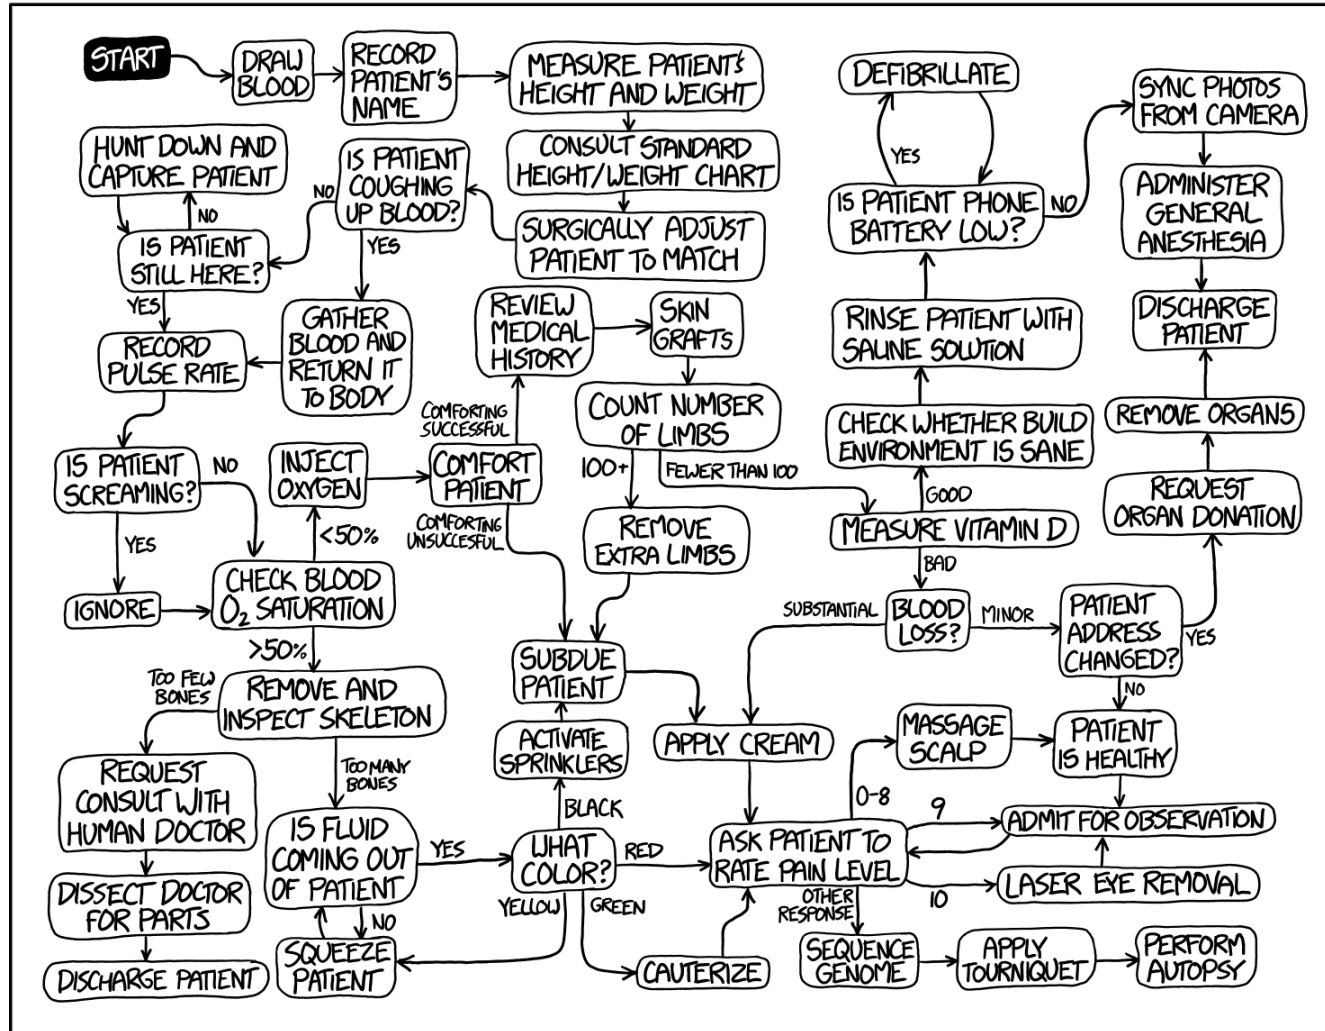 START
DRAW
BLOOD
RECORD
PATIENT'S
NAME
MEASURE PATIENT'S
HEIGHT AND WEIGHT
CONSULT STANDARD
HEIGHT/WEIGHT CHART
SURGICALLY ADJUST
PATIENT TO MATCH
IS PATIENT
COUGHING
UP BLOOD?
NO
YES
HUNT DOWN AND
CAPTURE PATIENT
NO
IS PATIENT
STILL HERE?
YES
GATHER
BLOOD AND
RETURN IT
TO BODY
RECORD
PULSE RATE
IS PATIENT
SCREAMING?
NO
YES
IGNORE
CHECK BLOOD
O₂ SATURATION
<50%
INJECT
OXYGEN
COMFORT
PATIENT
COMFORTING
SUCCESSFUL
COMFORTING
UNSUCCESFUL
REVIEW
MEDICAL
HISTORY
SKIN
GRAFTS
COUNT NUMBER
OF LIMBS
100+
FEWER THAN 100
REMOVE
EXTRA LIMBS
SUBDUE
PATIENT
>50%
REMOVE AND
INSPECT SKELETON
TOO FEW
BONES
REQUEST
CONSULT WITH
HUMAN DOCTOR
DISSECT DOCTOR
FOR PARTS
DISCHARGE PATIENT
TOO MANY
BONES
IS FLUID
COMING OUT
OF PATIENT
NO
SQUEEZE
PATIENT
YES
WHAT
COLOR?
BLACK
ACTIVATE
SPRINKLERS
RED
YELLOW
GREEN
CAUTERIZE
APPLY CREAM
ASK PATIENT TO
RATE PAIN LEVEL
0-8
MASSAGE
SCALP
9
10
OTHER
RESPONSE
SEQUENCE
GENOME
APPLY
TOURNIQUET
PERFORM
AUTOPSY
LASER EYE REMOVAL
ADMIT FOR OBSERVATION
PATIENT
IS HEALTHY
MEASURE VITAMIN D
GOOD
BAD
BLOOD
LOSS?
SUBSTANTIAL
MINOR
PATIENT
ADDRESS
CHANGED?
YES
NO
REQUEST
ORGAN DONATION
REMOVE ORGANS
DISCHARGE
PATIENT
CHECK WHETHER BUILD
ENVIRONMENT IS SANE
RINSE PATIENT WITH
SALINE SOLUTION
IS PATIENT PHONE
BATTERY LOW?
YES
DEFIBRILLATE
NO
SYNC PHOTOS
FROM CAMERA
ADMINISTER
GENERAL
ANESTHESIA